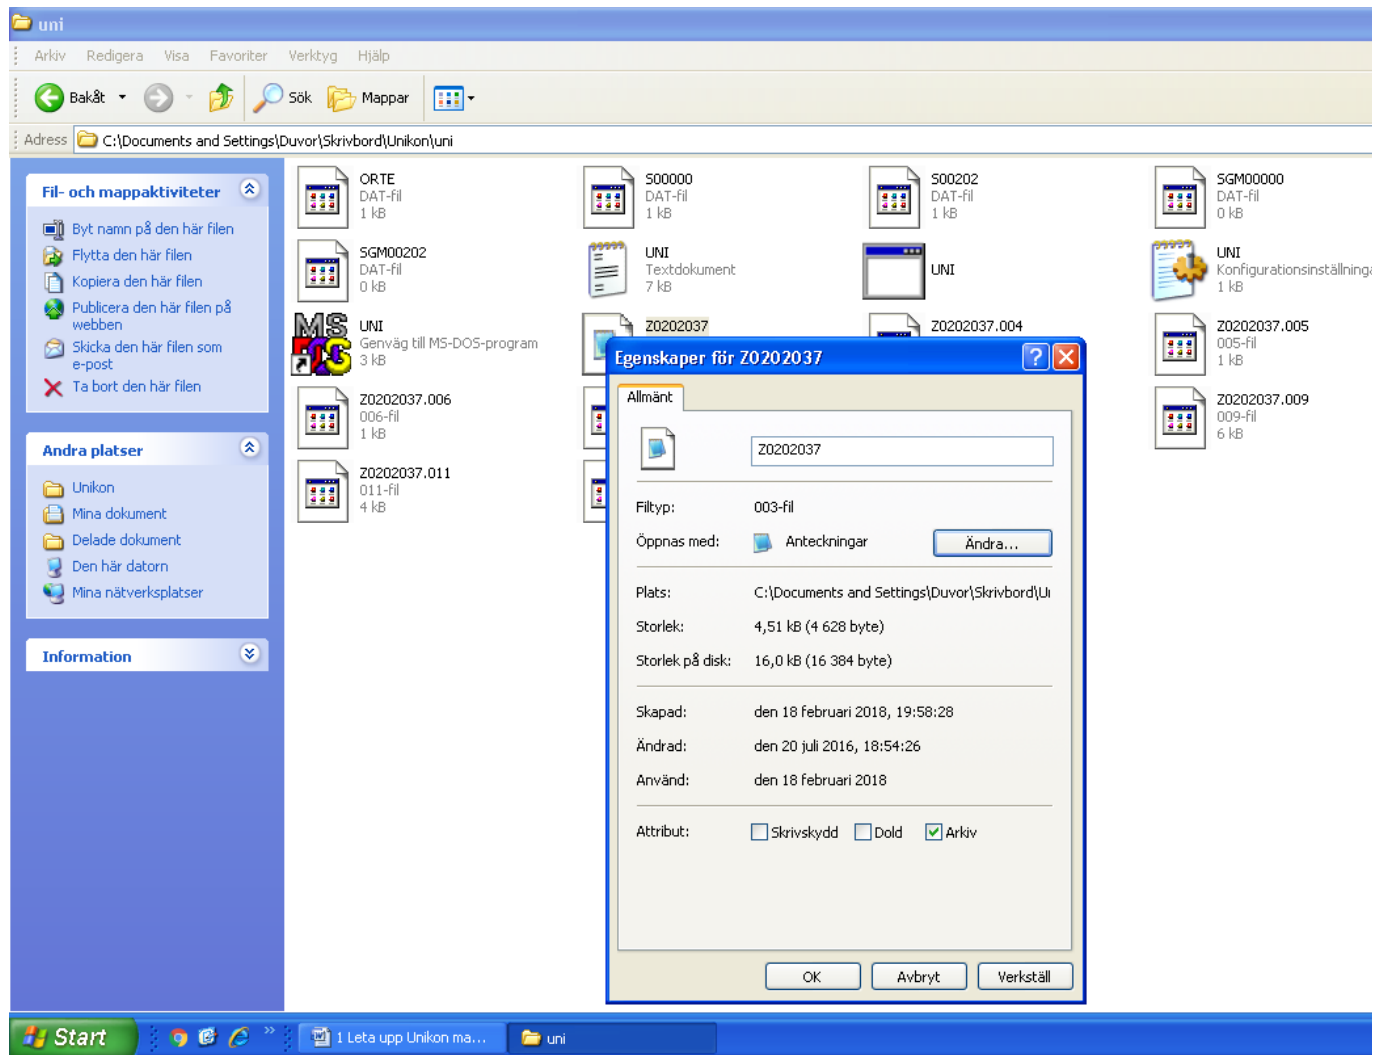 uni
Arkiv Redigera Visa Favoriter Verktyg Hjälp
Bakåt Sök Mappar
Adress C:\Documents and Settings\Duvor\Skrivbord\Unikon\uni
Fil- och mappaktiviteter
Byt namn på den här filen
Flytta den här filen
Kopiera den här filen
Publicera den här filen på
webben
Skicka den här filen som
e-post
Ta bort den här filen
Andra platser
Unikon
Mina dokument
Delade dokument
Den här datorn
Mina nätverksplatser
Information
ORTE
DAT-fil
1 kB
S00000
DAT-fil
1 kB
S00202
DAT-fil
1 kB
SGM00000
DAT-fil
0 kB
SGM00202
DAT-fil
0 kB
UNI
Textdokument
7 kB
UNI
UNI
Konfigurationsinställninga
1 kB
MS
DOS
UNI
Genväg till MS-DOS-program
3 kB
Z0202037
Z0202037.004
Z0202037.005
005-fil
1 kB
Z0202037.006
006-fil
1 kB
Z0202037.009
009-fil
6 kB
Z0202037.011
011-fil
4 kB
Egenskaper för Z0202037
Allmänt
Z0202037
Filtyp: 003-fil
Öppnas med: Anteckningar Ändra...
Plats: C:\Documents and Settings\Duvor\Skrivbord\Un
Storlek: 4,51 kB (4 628 byte)
Storlek på disk: 16,0 kB (16 384 byte)
Skapad: den 18 februari 2018, 19:58:28
Ändrad: den 20 juli 2016, 18:54:26
Använd: den 18 februari 2018
Attribut: Skrivskydd Dold Arkiv
OK Avbryt Verkställ
Start 1 Leta upp Unikon ma... uni